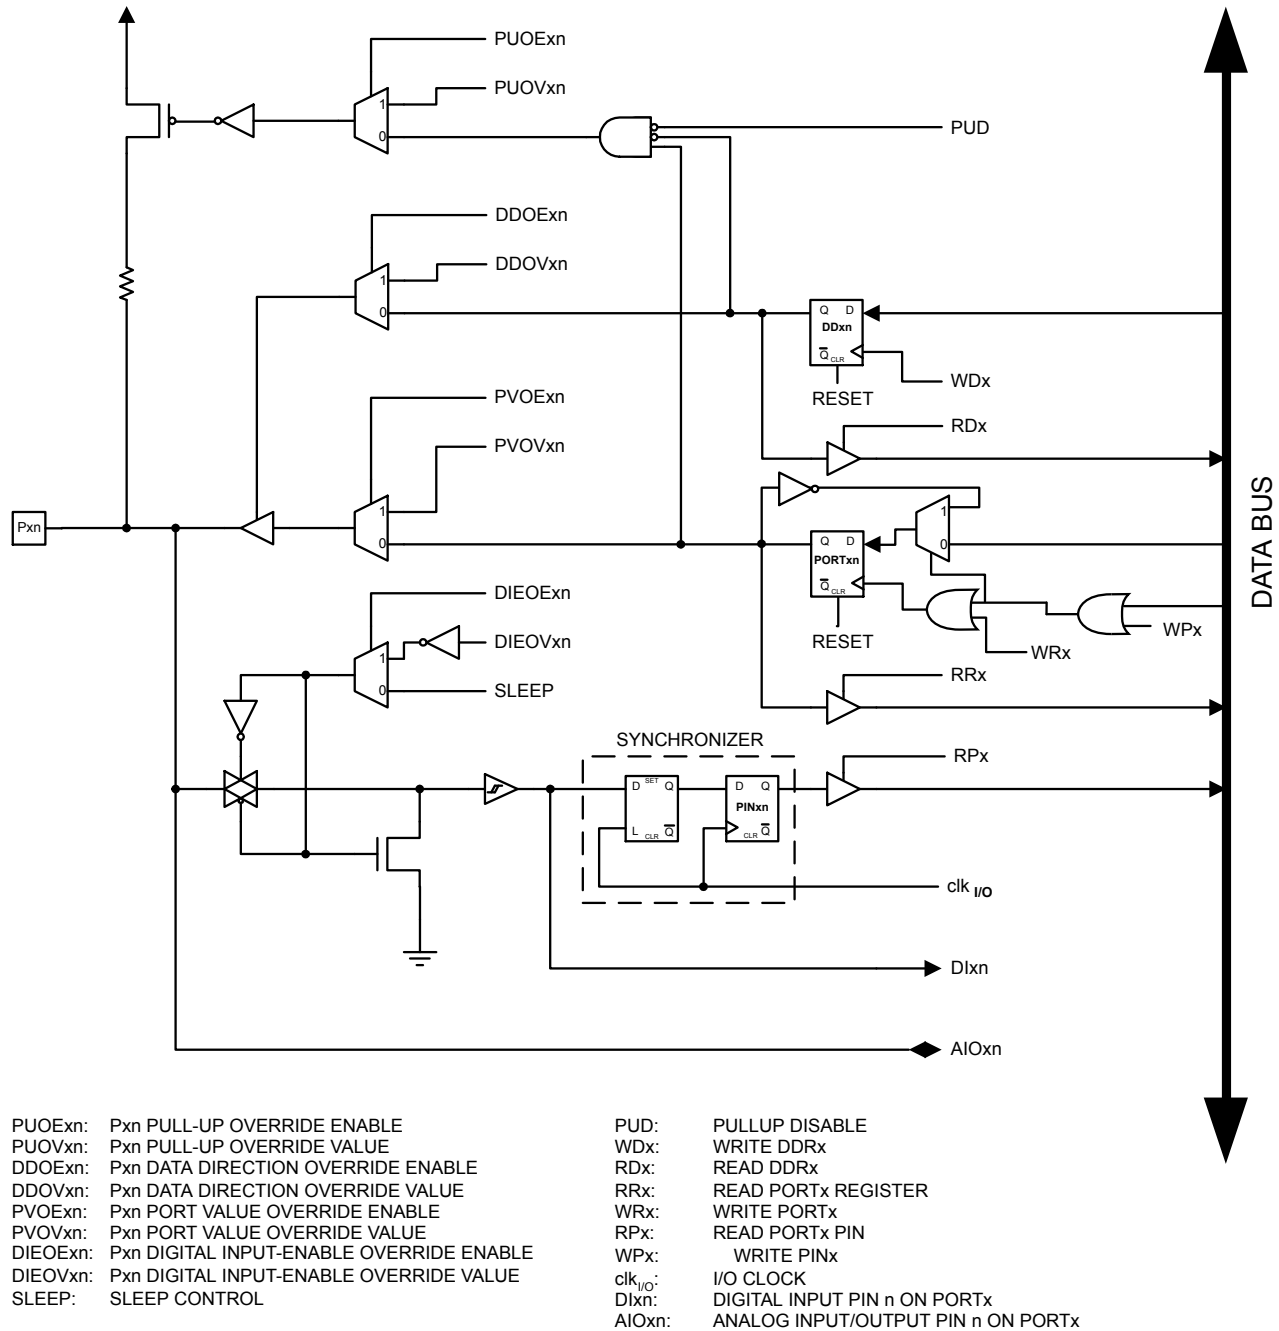 PUOExn
PUOVxn
1
0
PUD
DDOExn
DDOVxn
1
0
Q D
DDxn
Q CLR
WDx
RESET
PVOExn
RDx
PVOVxn
1
0
Pxn
1
0
Q D
PORTxn
Q CLR
DATA BUS
DIEOExn
RESET
WPx
DIEOVxn
WRx
1
0
SLEEP
RRx
SYNCHRONIZER
RPx
D SET Q
D Q
PINxn
L CLR Q
CLR Q
clk I/O
DIxn
AIOxn
PUOExn: Pxn PULL-UP OVERRIDE ENABLE
PUOVxn: Pxn PULL-UP OVERRIDE VALUE
DDOExn: Pxn DATA DIRECTION OVERRIDE ENABLE
DDOVxn: Pxn DATA DIRECTION OVERRIDE VALUE
PVOExn: Pxn PORT VALUE OVERRIDE ENABLE
PVOVxn: Pxn PORT VALUE OVERRIDE VALUE
DIEOExn: Pxn DIGITAL INPUT-ENABLE OVERRIDE ENABLE
DIEOVxn: Pxn DIGITAL INPUT-ENABLE OVERRIDE VALUE
SLEEP: SLEEP CONTROL
PUD: PULLUP DISABLE
WDx: WRITE DDRx
RDx: READ DDRx
RRx: READ PORTx REGISTER
WRx: WRITE PORTx
RPx: READ PORTx PIN
WPx: WRITE PINx
clkI/O: I/O CLOCK
DIxn: DIGITAL INPUT PIN n ON PORTx
AIOxn: ANALOG INPUT/OUTPUT PIN n ON PORTx